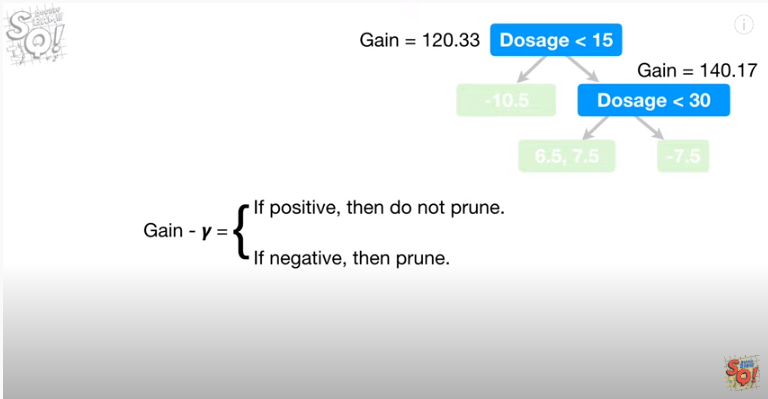 Gain = 120.33 Dosage < 15
Gain = 140.17
-10.5 Dosage < 30
6.5, 7.5 -7.5
If positive, then do not prune.
Gain - γ = {
If negative, then prune.
SQ!